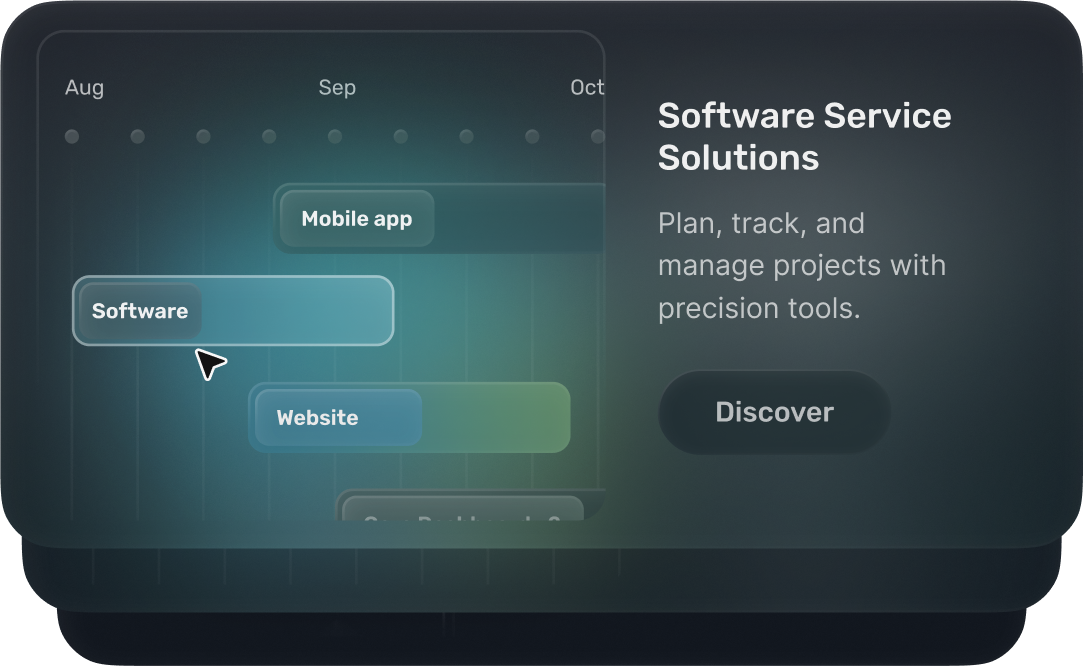 Aug Sep Oct
Mobile app
Software
Website
Software Service
Solutions
Plan, track, and
manage projects with
precision tools.
Discover